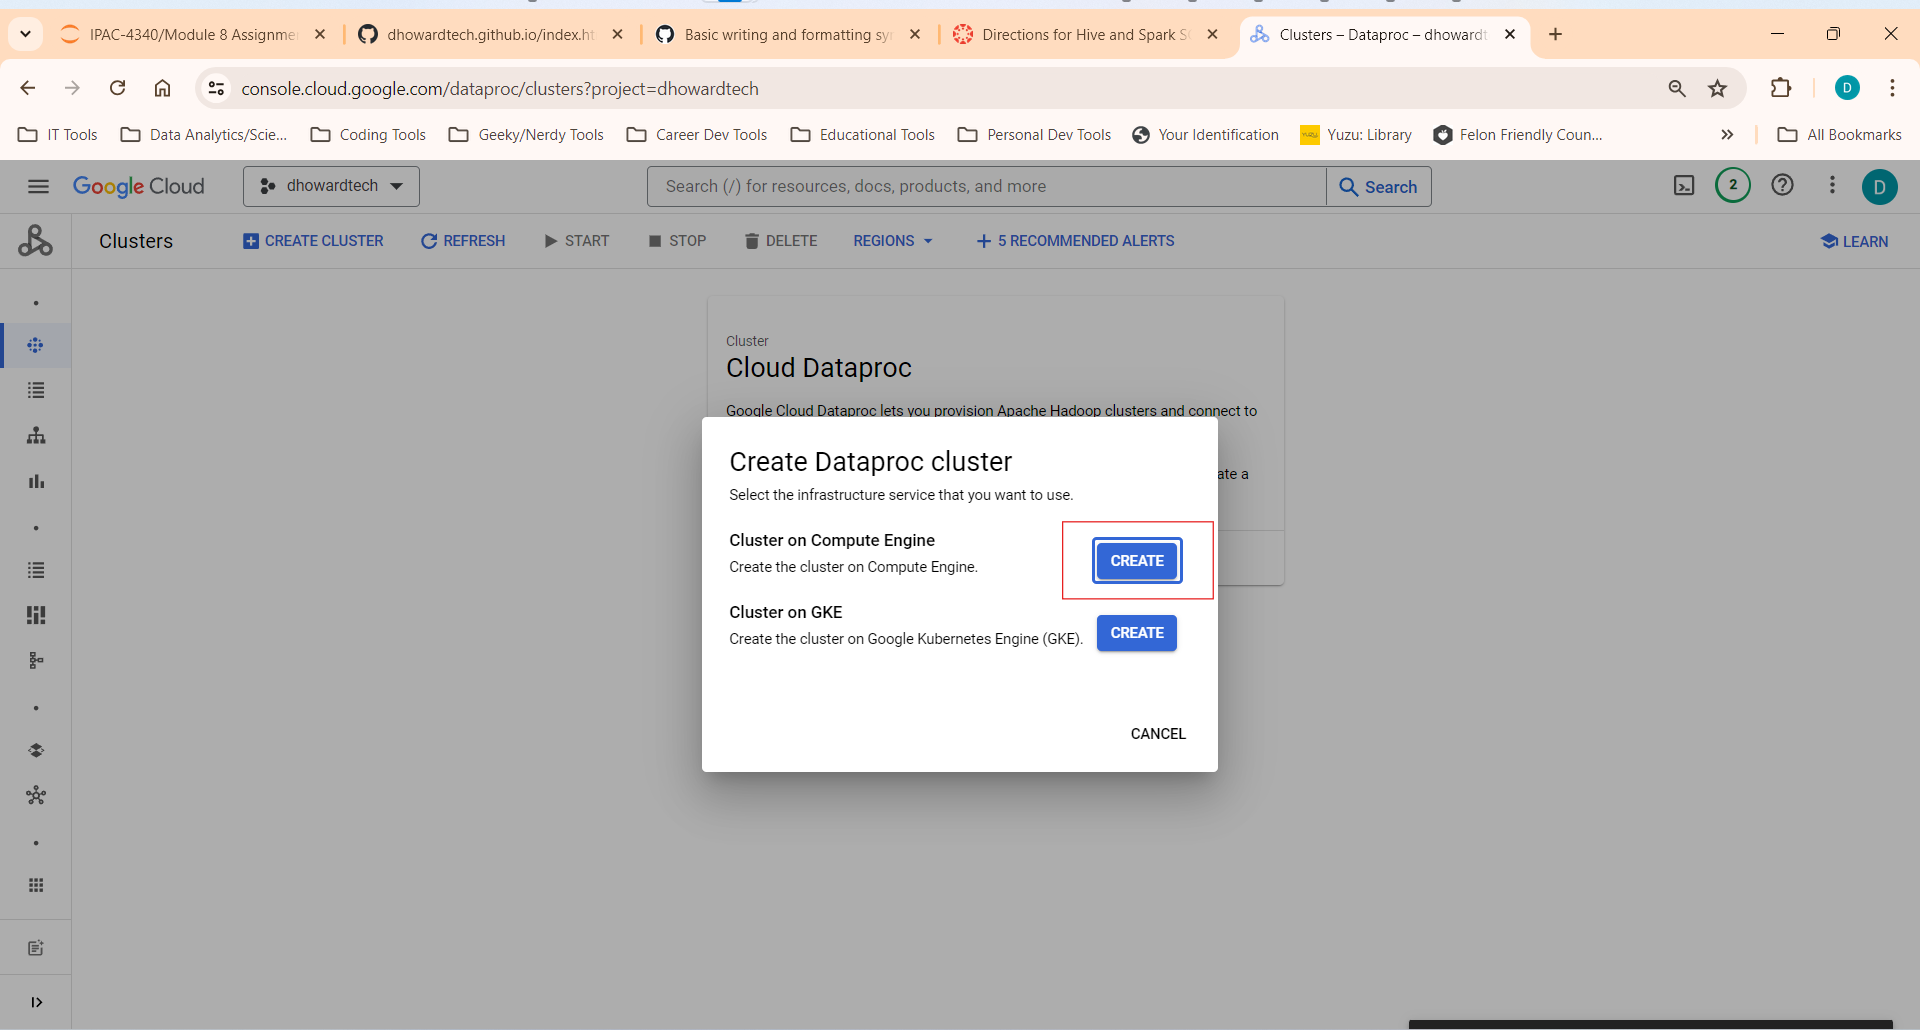 IPAC-4340/Module 8 Assignme
dhowardtech.github.io/index.ht
Basic writing and formatting sy
Directions for Hive and Spark S
Clusters – Dataproc – dhowardt
console.cloud.google.com/dataproc/clusters?project=dhowardtech
D
IT Tools
Data Analytics/Scie...
Coding Tools
Geeky/Nerdy Tools
Career Dev Tools
Educational Tools
Personal Dev Tools
Your Identification
YUZU
Yuzu: Library
Felon Friendly Coun...
All Bookmarks
Google Cloud
dhowardtech
Search (/) for resources, docs, products, and more
Search
2
D
Clusters
CREATE CLUSTER
REFRESH
START
STOP
DELETE
REGIONS
5 RECOMMENDED ALERTS
LEARN
Cluster
Cloud Dataproc
Google Cloud Dataproc lets you provision Apache Hadoop clusters and connect to
ate a
Create Dataproc cluster
Select the infrastructure service that you want to use.
Cluster on Compute Engine
Create the cluster on Compute Engine.
CREATE
Cluster on GKE
Create the cluster on Google Kubernetes Engine (GKE).
CREATE
CANCEL